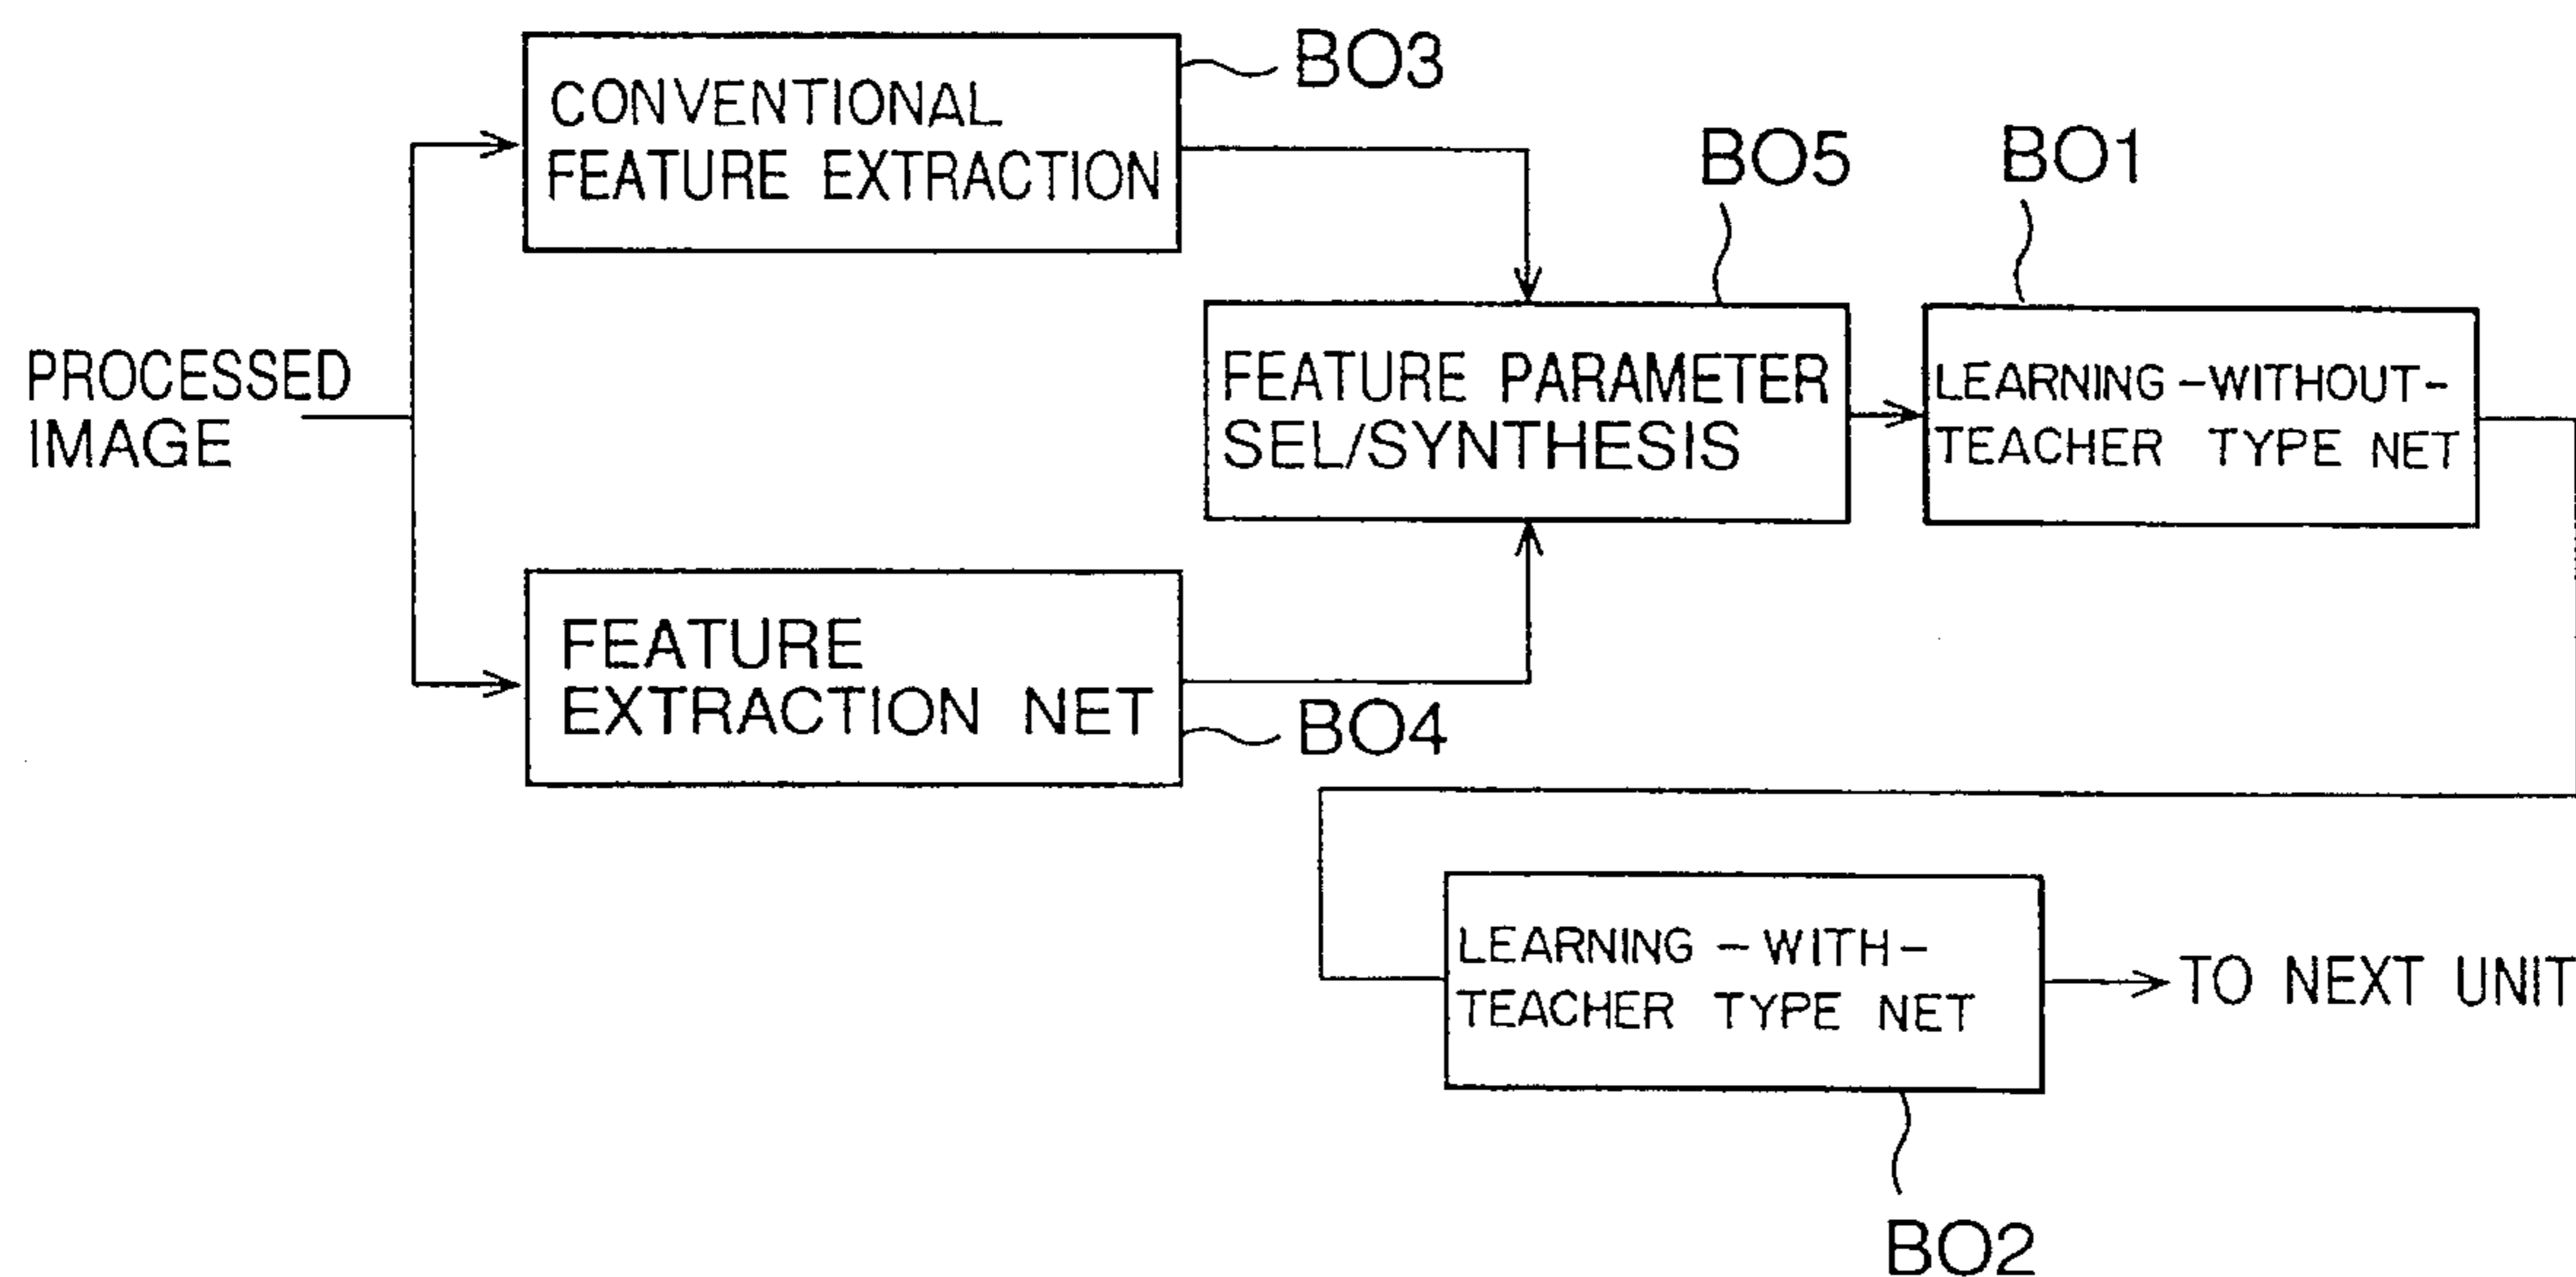 PROCESSED
IMAGE
CONVENTIONAL
FEATURE EXTRACTION
BO3
FEATURE
EXTRACTION NET
BO4
FEATURE PARAMETER
SEL/SYNTHESIS
BO5
LEARNING-WITHOUT-
TEACHER TYPE NET
BO1
LEARNING-WITH-
TEACHER TYPE NET
BO2
TO NEXT UNIT